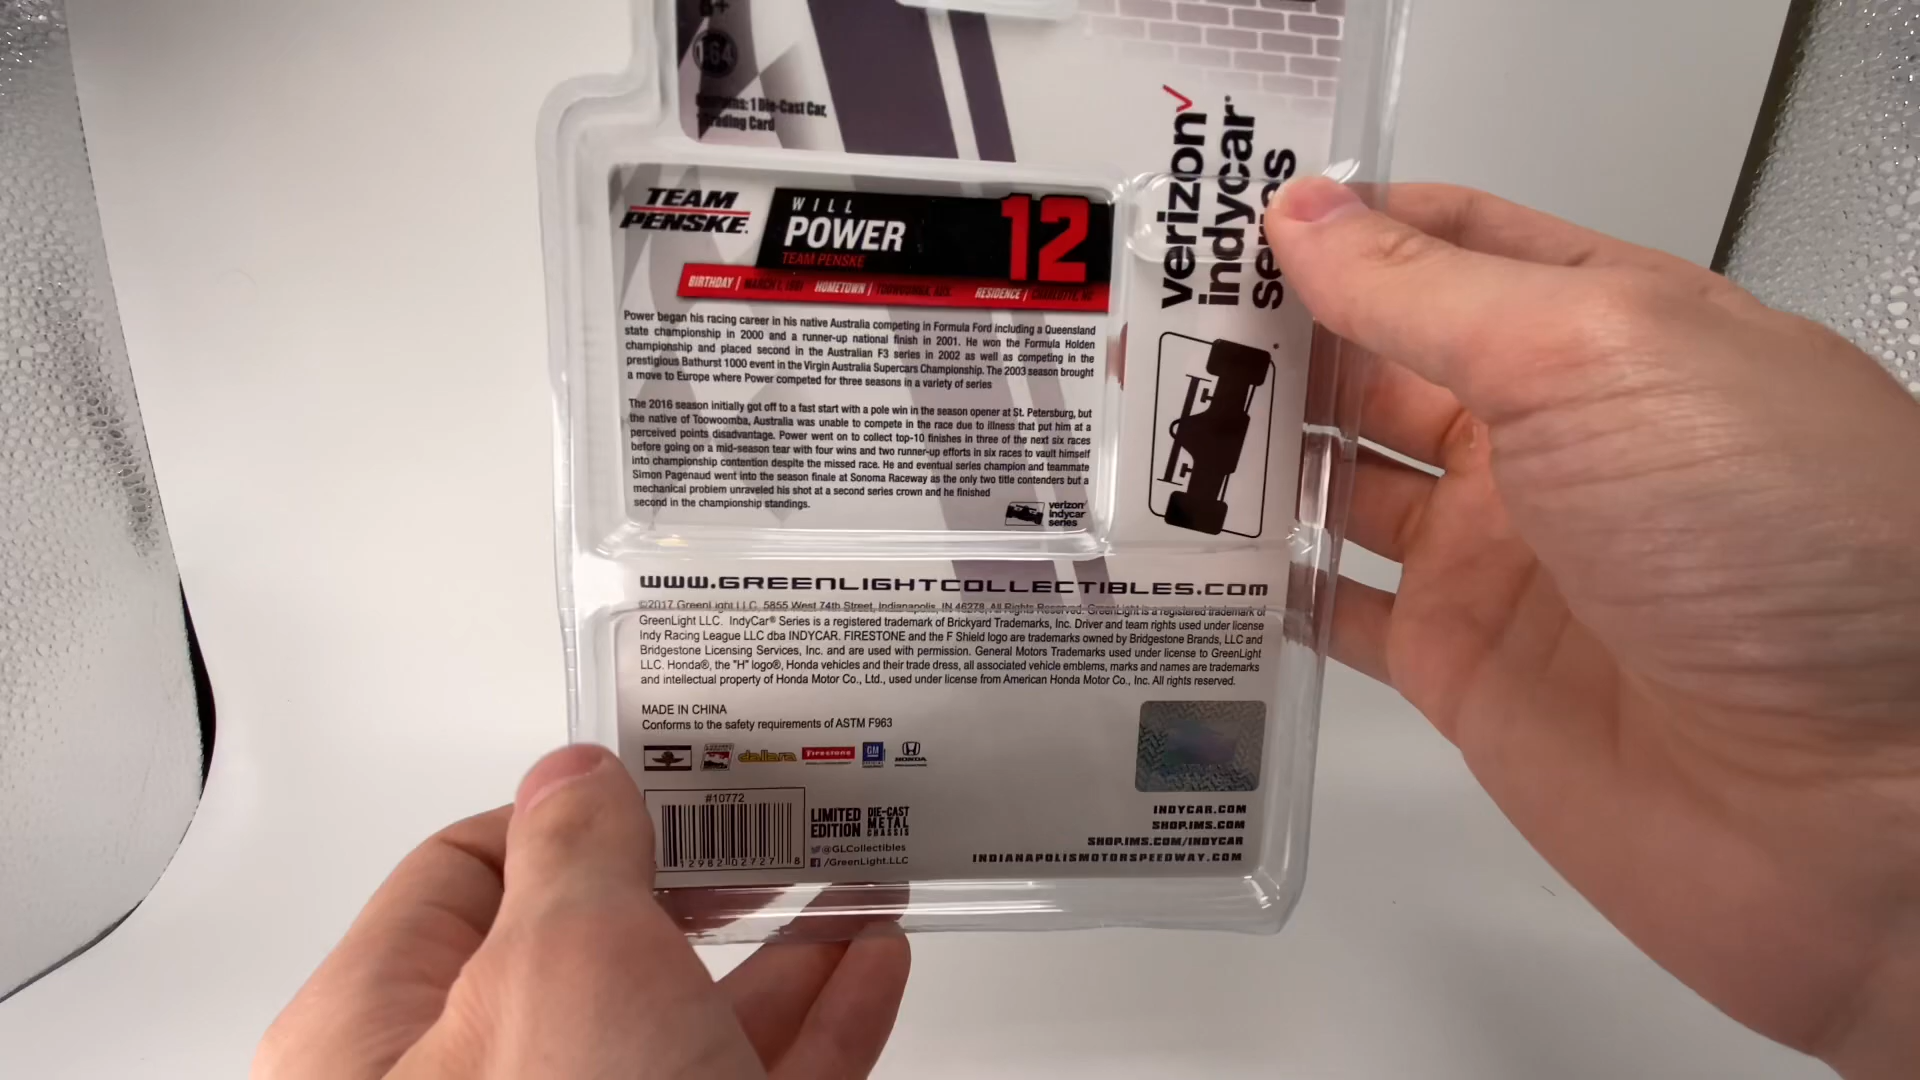 8+
1:64
Contains: 1 Die-Cast Car,
1 Trading Card
verizon
indycar
series
TEAM
PENSKE.
WILL
POWER
TEAM PENSKE
12
BIRTHDAY | MARCH 1, 1981 HOMETOWN | TOOWOOMBA, AUS. RESIDENCE | CHARLOTTE, NC
Power began his racing career in his native Australia competing in Formula Ford including a Queensland
state championship in 2000 and a runner-up national finish in 2001. He won the Formula Holden
championship and placed second in the Australian F3 series in 2002 as well as competing in the
prestigious Bathurst 1000 event in the Virgin Australia Supercars Championship. The 2003 season brought
a move to Europe where Power competed for three seasons in a variety of series
The 2016 season initially got off to a fast start with a pole win in the season opener at St. Petersburg, but
the native of Toowoomba, Australia was unable to compete in the race due to illness that put him at a
perceived points disadvantage. Power went on to collect top-10 finishes in three of the next six races
before going on a mid-season tear with four wins and two runner-up efforts in six races to vault himself
into championship contention despite the missed race. He and eventual series champion and teammate
Simon Pagenaud went into the season finale at Sonoma Raceway as the only two title contenders but a
mechanical problem unraveled his shot at a second series crown and he finished
second in the championship standings.
verizon
indycar
series
WWW.GREENLIGHTCOLLECTIBLES.COM
©2017 GreenLight LLC, 5855 West 74th Street, Indianapolis, IN 46278, All Rights Reserved. GreenLight is a registered trademark of
GreenLight LLC. IndyCar® Series is a registered trademark of Brickyard Trademarks, Inc. Driver and team rights used under license
Indy Racing League LLC dba INDYCAR. FIRESTONE and the F Shield logo are trademarks owned by Bridgestone Brands, LLC and
Bridgestone Licensing Services, Inc. and are used with permission. General Motors Trademarks used under license to GreenLight
LLC. Honda®, the "H" logo®, Honda vehicles and their trade dress, all associated vehicle emblems, marks and names are trademarks
and intellectual property of Honda Motor Co., Ltd., used under license from American Honda Motor Co., Inc. All rights reserved.
MADE IN CHINA
Conforms to the safety requirements of ASTM F963
dallara Firestone GM HONDA
#10772
12982 02727 8
LIMITED
EDITION
DIE-CAST
METAL
CHASSIS
@GLCollectibles
/GreenLight.LLC
INDYCAR.COM
SHOP.IMS.COM
SHOP.IMS.COM/INDYCAR
INDIANAPOLISMOTORSPEEDWAY.COM